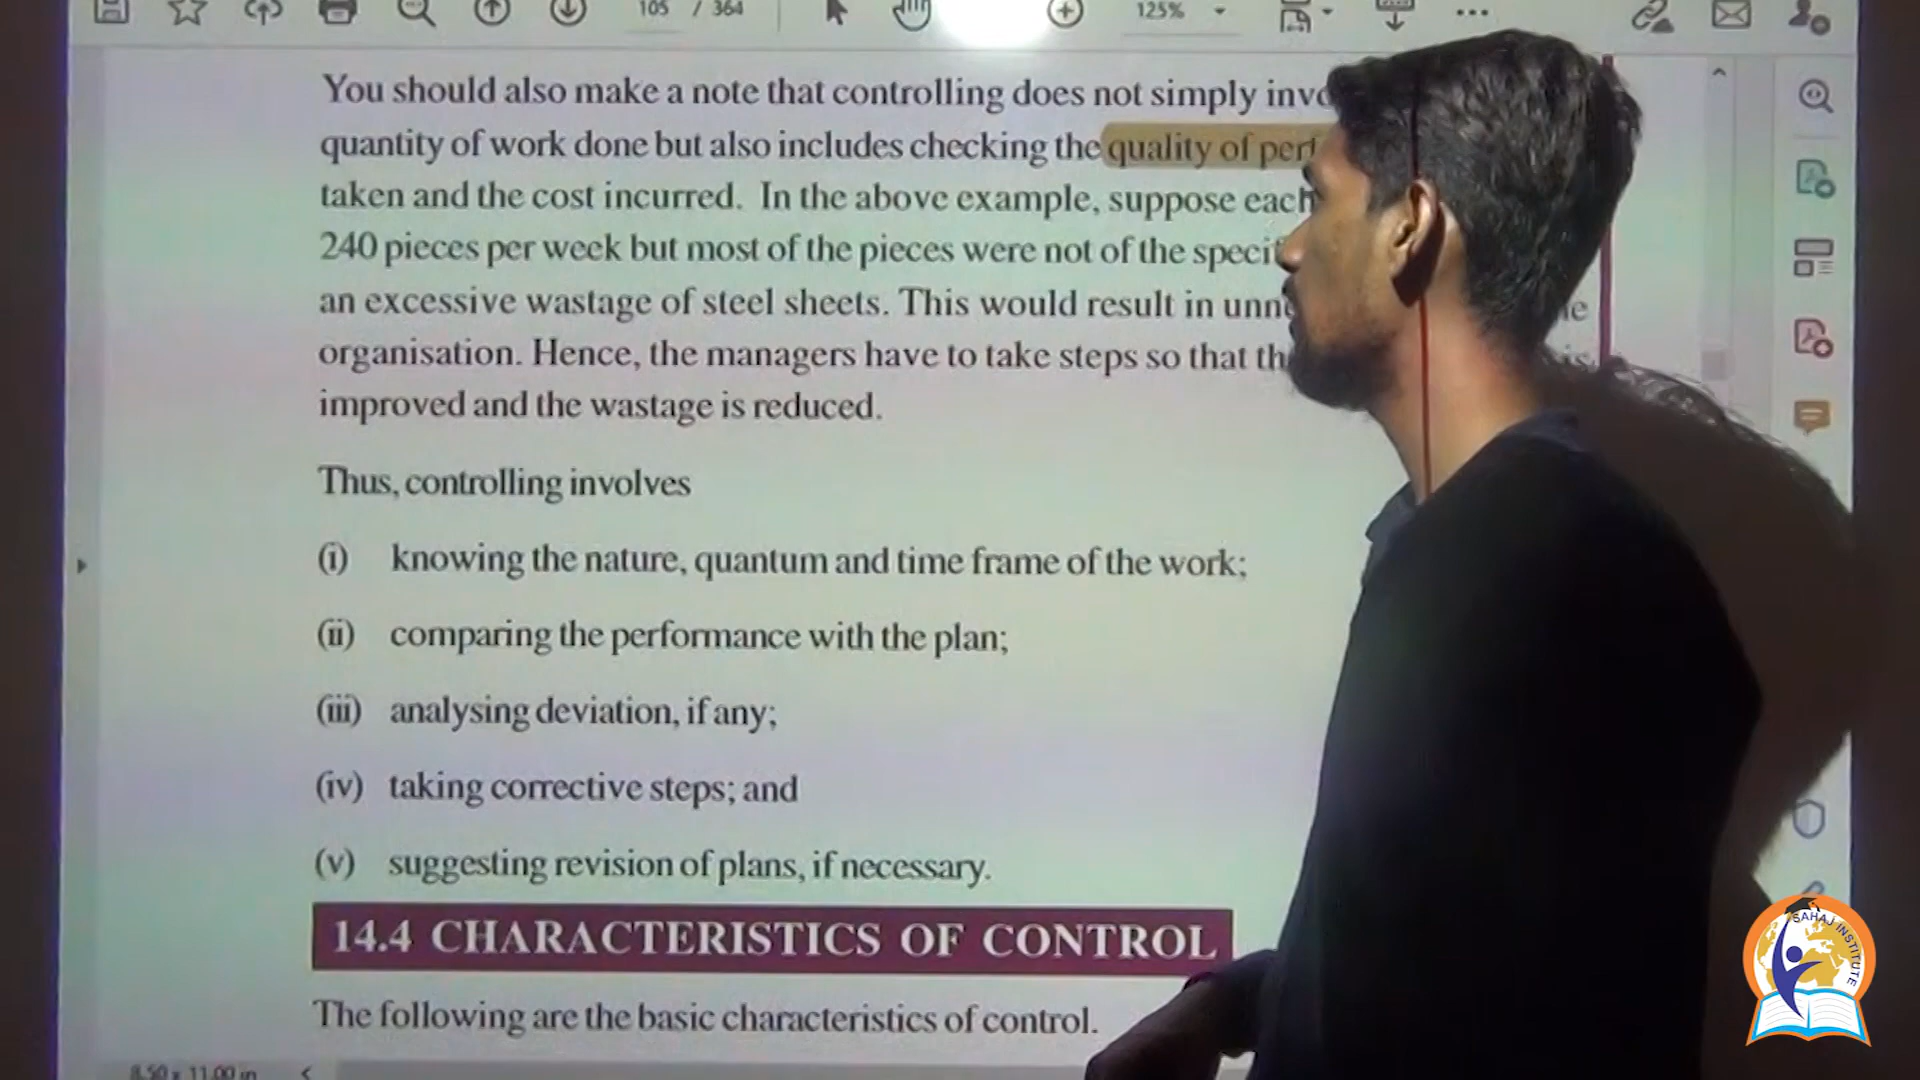 105 / 364
125%
You should also make a note that controlling does not simply
quantity of work done but also includes checking the quality of
taken and the cost incurred. In the above example, suppose each
240 pieces per week but most of the pieces were not of the
an excessive wastage of steel sheets. This would result in
organisation. Hence, the managers have to take steps so that
improved and the wastage is reduced.
Thus, controlling involves
(i) knowing the nature, quantum and time frame of the work;
(ii) comparing the performance with the plan;
(iii) analysing deviation, if any;
(iv) taking corrective steps; and
(v) suggesting revision of plans, if necessary.
14.4 CHARACTERISTICS OF CONTROL
The following are the basic characteristics of control.
8.50 x 11.00 in
SAHAJ INSTITUTE